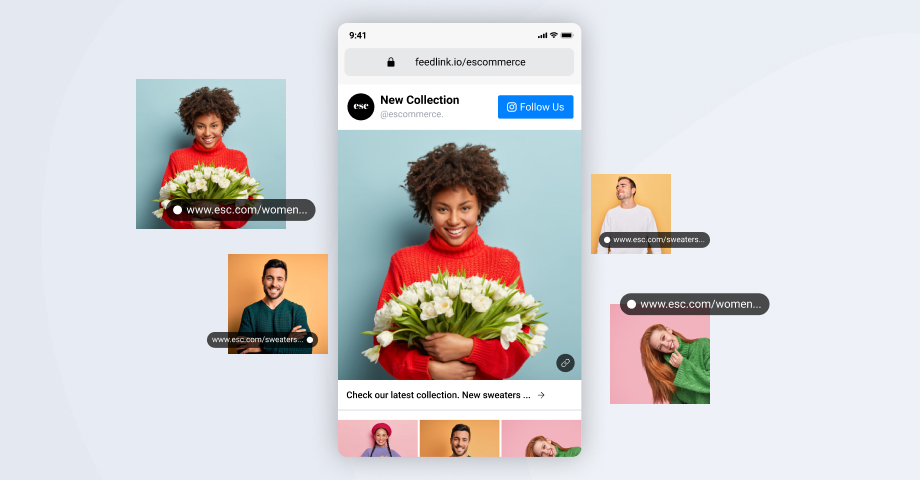 9:41
feedlink.io/escommerce
esc
New Collection
@escommerce.
Follow Us
www.esc.com/women...
www.esc.com/sweaters...
www.esc.com/women...
www.esc.com/sweaters...
Check our latest collection. New sweaters ...